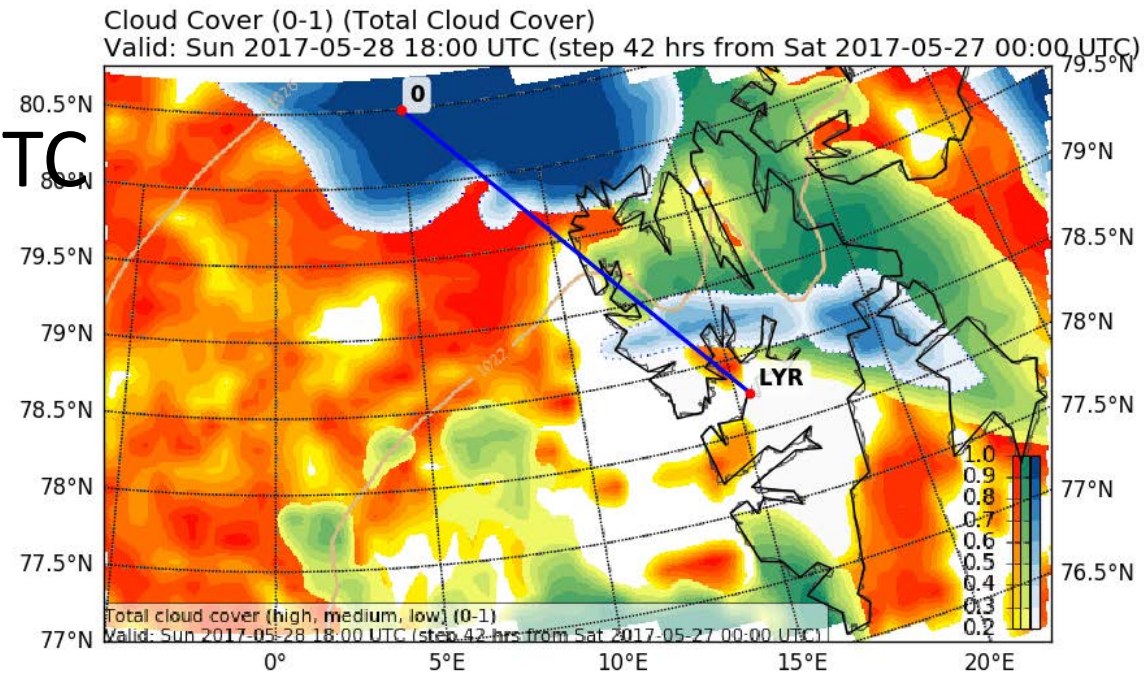 Cloud Cover (0-1) (Total Cloud Cover)
Valid: Sun 2017-05-28 18:00 UTC (step 42 hrs from Sat 2017-05-27 00:00 UTC)
79.5°N
80.5°N
0
1026
TC
79°N
80°N
79.5°N
78.5°N
79°N
78°N
1022
LYR
78.5°N
77.5°N
1.0
0.9
0.8
0.7
0.6
0.5
0.4
0.3
0.2
78°N
77°N
77.5°N
76.5°N
Total cloud cover (high, medium, low) (0-1)
Valid: Sun 2017-05-28 18:00 UTC (step 42 hrs from Sat 2017-05-27 00:00 UTC)
77°N
0°
5°E
10°E
15°E
20°E